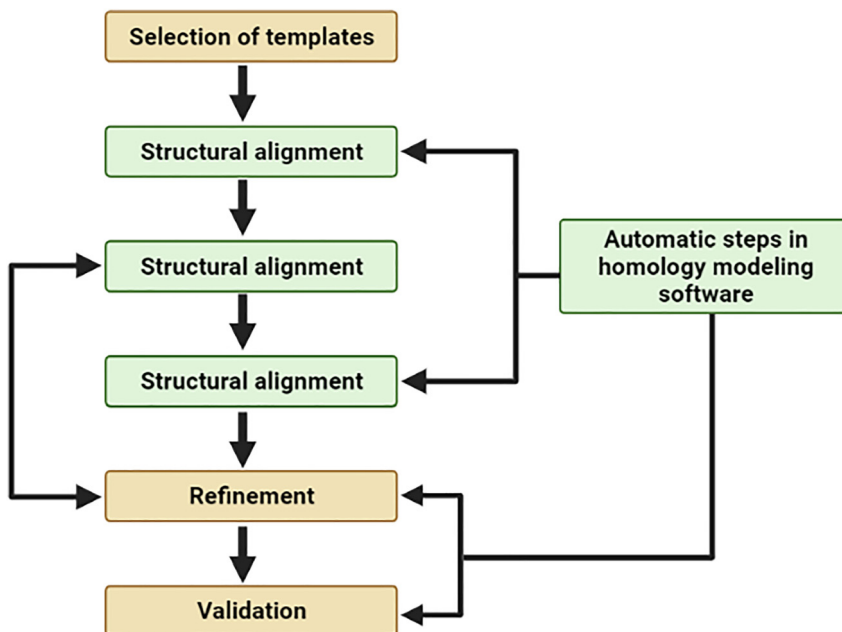 Selection of templates
Structural alignment
Structural alignment
Automatic steps in
homology modeling
software
Structural alignment
Refinement
Validation